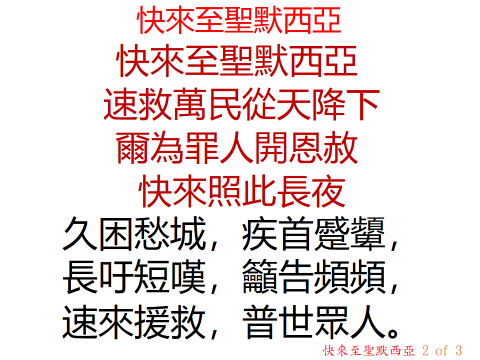 快來至聖默西亞
快來至聖默西亞
速救萬民從天降下
爾為罪人開恩赦
快來照此長夜
久困愁城，疾首蹙顰，
長吁短嘆，籲告頻頻，
速來援救，普世眾人。
快來至聖默西亞 2 of 3